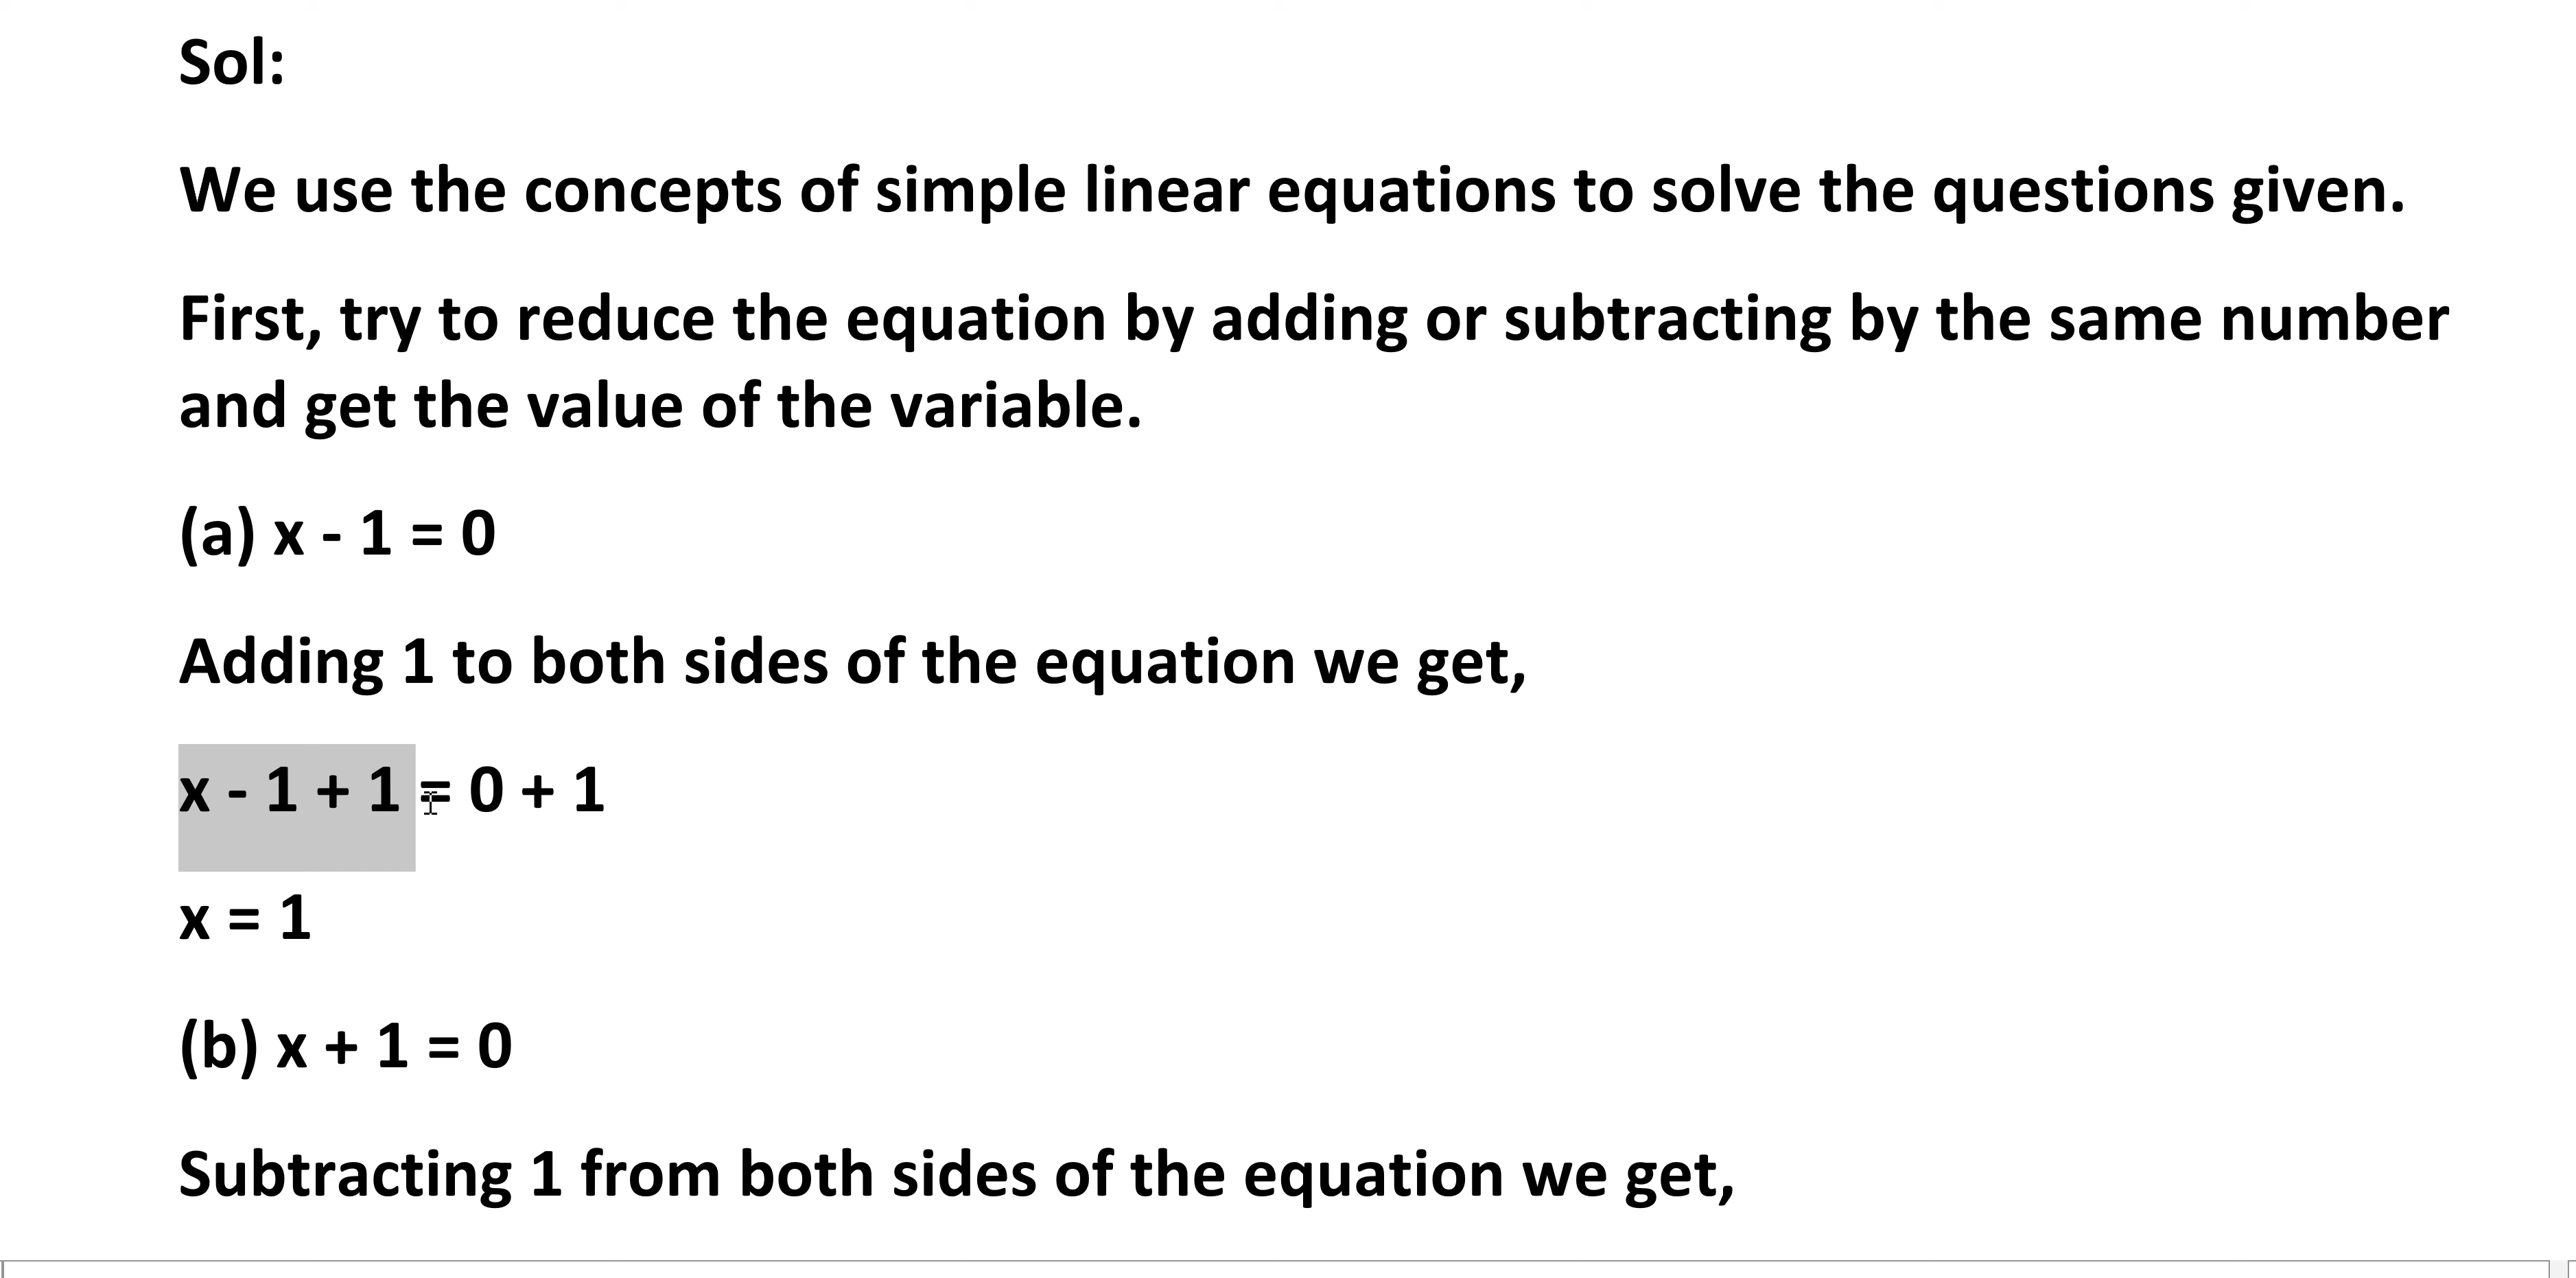 Sol:
We use the concepts of simple linear equations to solve the questions given.
First, try to reduce the equation by adding or subtracting by the same number
and get the value of the variable.
(a) x - 1 = 0
Adding 1 to both sides of the equation we get,
x - 1 + 1 = 0 + 1
x = 1
(b) x + 1 = 0
Subtracting 1 from both sides of the equation we get,